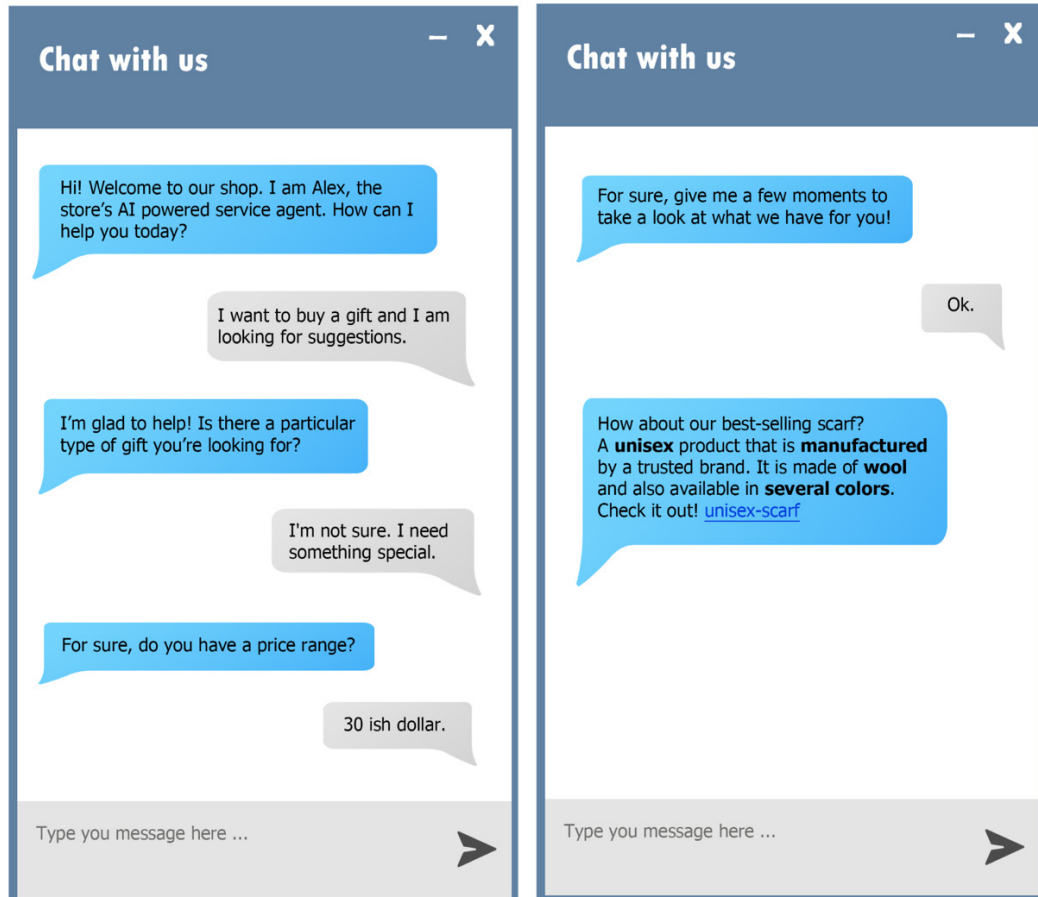 Chat with us
Hi! Welcome to our shop. I am Alex, the
store's AI powered service agent. How can I
help you today?
I want to buy a gift and I am
looking for suggestions.
I'm glad to help! Is there a particular
type of gift you're looking for?
I'm not sure. I need
something special.
For sure, do you have a price range?
30 ish dollar.
Type you message here ...
Chat with us
For sure, give me a few moments to
take a look at what we have for you!
Ok.
How about our best-selling scarf?
A unisex product that is manufactured
by a trusted brand. It is made of wool
and also available in several colors.
Check it out! unisex-scarf
Type you message here ...